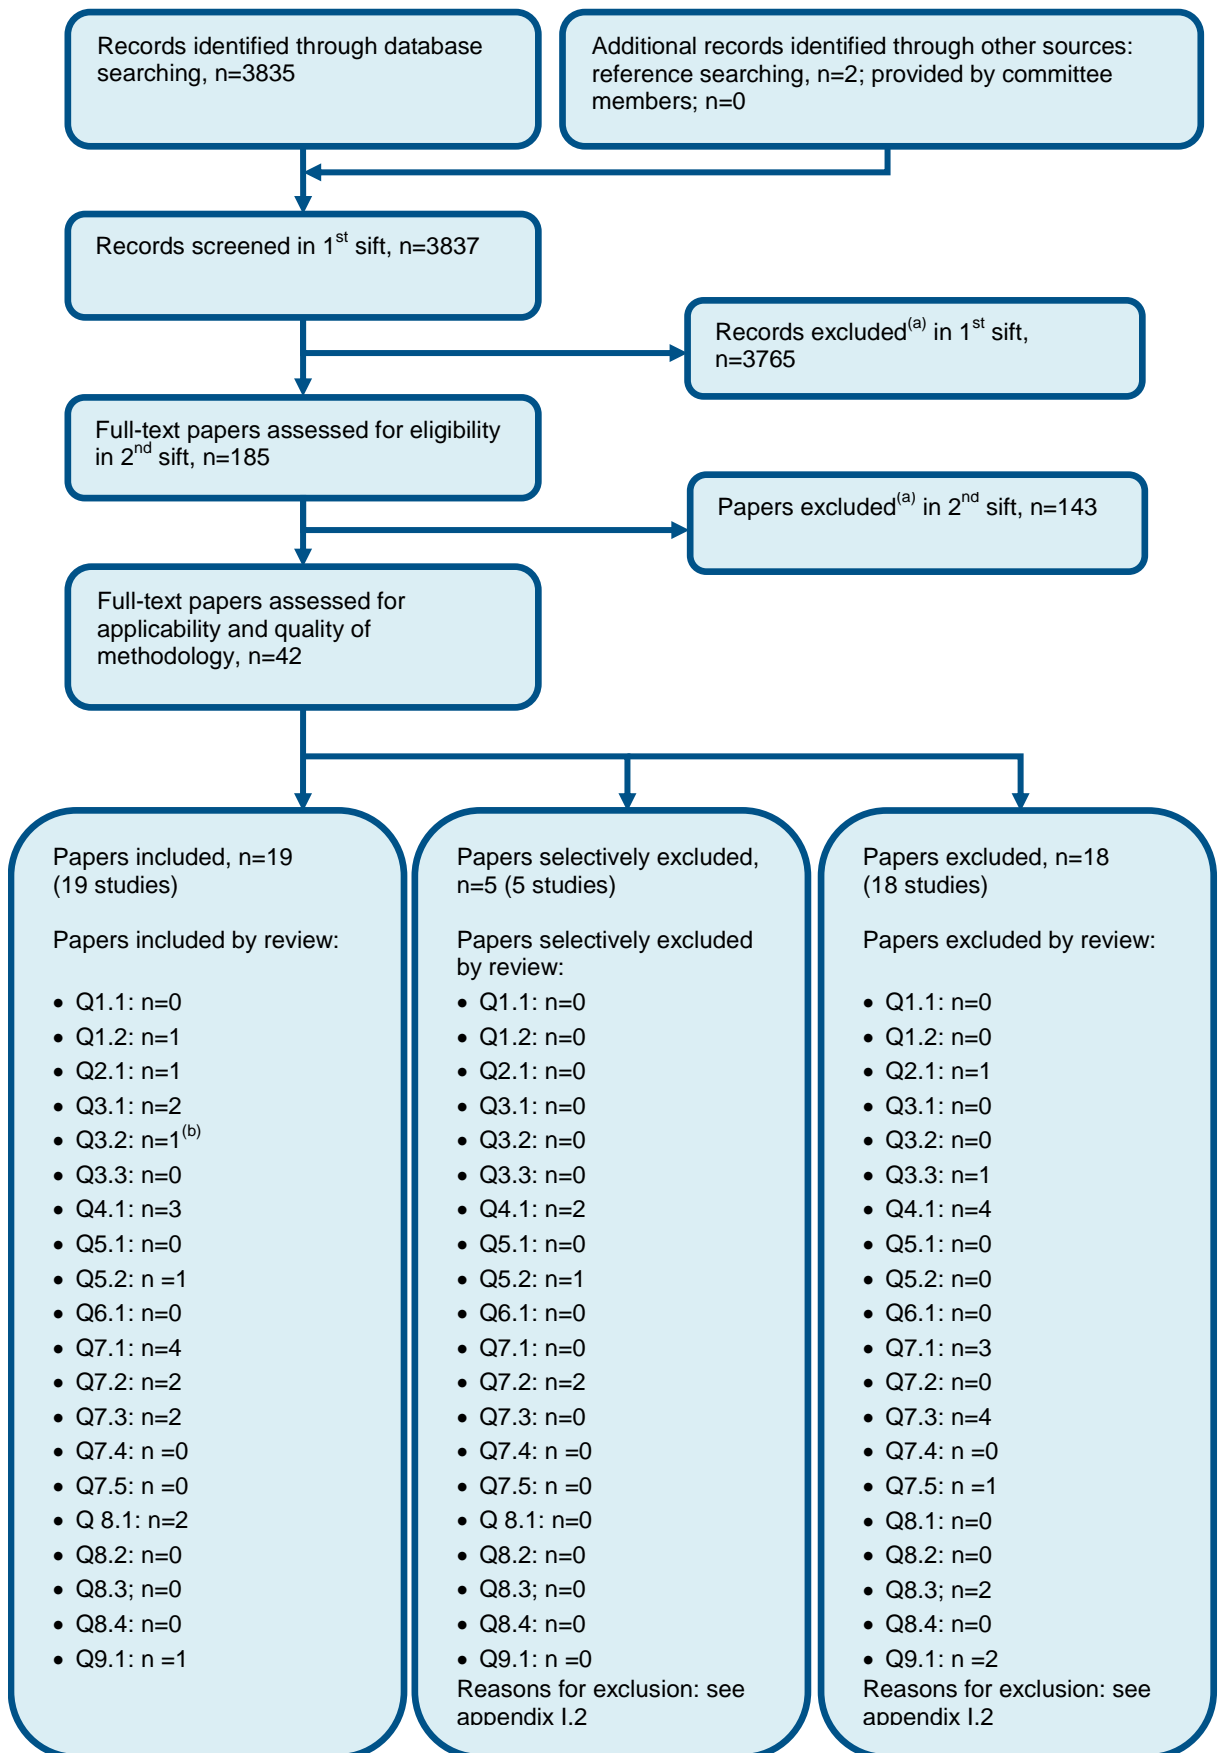 Records identified through database
searching, n=3835
Additional records identified through other sources:
reference searching, n=2; provided by committee
members; n=0
Records screened in 1st sift, n=3837
Records excluded(a) in 1st sift,
n=3765
Full-text papers assessed for eligibility
in 2nd sift, n=185
Papers excluded(a) in 2nd sift, n=143
Full-text papers assessed for
applicability and quality of
methodology, n=42
Papers included, n=19
(19 studies)
Papers included by review:
• Q1.1: n=0
• Q1.2: n=1
• Q2.1: n=1
• Q3.1: n=2
• Q3.2: n=1(b)
• Q3.3: n=0
• Q4.1: n=3
• Q5.1: n=0
• Q5.2: n =1
• Q6.1: n=0
• Q7.1: n=4
• Q7.2: n=2
• Q7.3: n=2
• Q7.4: n =0
• Q7.5: n =0
• Q 8.1: n=2
• Q8.2: n=0
• Q8.3; n=0
• Q8.4: n=0
• Q9.1: n =1
Papers selectively excluded,
n=5 (5 studies)
Papers selectively excluded
by review:
• Q1.1: n=0
• Q1.2: n=0
• Q2.1: n=0
• Q3.1: n=0
• Q3.2: n=0
• Q3.3: n=0
• Q4.1: n=2
• Q5.1: n=0
• Q5.2: n=1
• Q6.1: n=0
• Q7.1: n=0
• Q7.2: n=2
• Q7.3: n=0
• Q7.4: n =0
• Q7.5: n =0
• Q 8.1: n=0
• Q8.2: n=0
• Q8.3; n=0
• Q8.4: n=0
• Q9.1: n =0
Reasons for exclusion: see
appendix I.2
Papers excluded, n=18
(18 studies)
Papers excluded by review:
• Q1.1: n=0
• Q1.2: n=0
• Q2.1: n=1
• Q3.1: n=0
• Q3.2: n=0
• Q3.3: n=1
• Q4.1: n=4
• Q5.1: n=0
• Q5.2: n=0
• Q6.1: n=0
• Q7.1: n=3
• Q7.2: n=0
• Q7.3: n=4
• Q7.4: n =0
• Q7.5: n =1
• Q8.1: n=0
• Q8.2: n=0
• Q8.3; n=2
• Q8.4: n=0
• Q9.1: n =2
Reasons for exclusion: see
appendix I.2